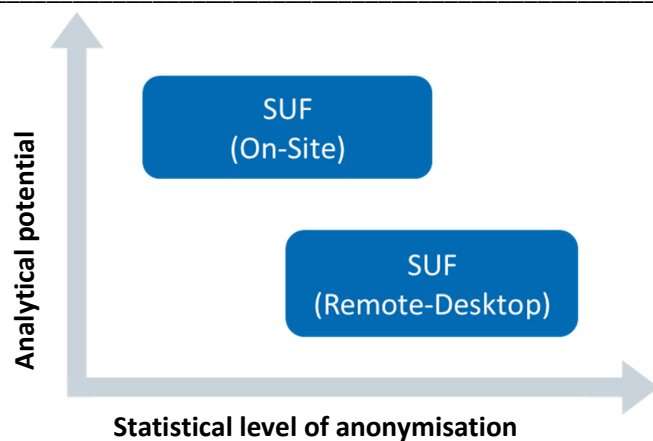 Analytical potential
SUF
(On-Site)
SUF
(Remote-Desktop)
Statistical level of anonymisation